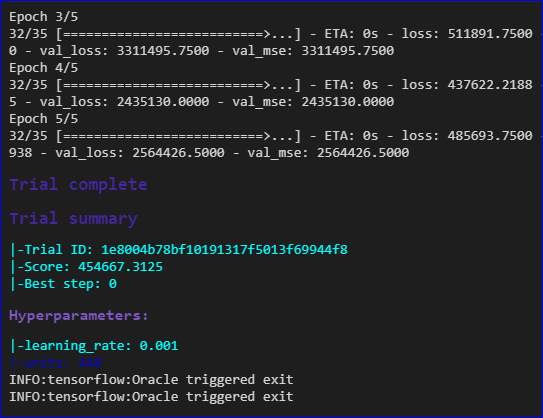 Epoch 3/5
32/35 [==========================>...] - ETA: 0s - loss: 511891.7500 -
0 - val_loss: 3311495.7500 - val_mse: 3311495.7500
Epoch 4/5
32/35 [==========================>...] - ETA: 0s - loss: 437622.2188 -
5 - val_loss: 2435130.0000 - val_mse: 2435130.0000
Epoch 5/5
32/35 [==========================>...] - ETA: 0s - loss: 485693.7500 -
938 - val_loss: 2564426.5000 - val_mse: 2564426.5000
Trial complete
Trial summary
|-Trial ID: 1e8004b78bf10191317f5013f69944f8
|-Score: 454667.3125
|-Best step: 0
Hyperparameters:
|-learning_rate: 0.001
|-units: 448
INFO:tensorflow:Oracle triggered exit
INFO:tensorflow:Oracle triggered exit